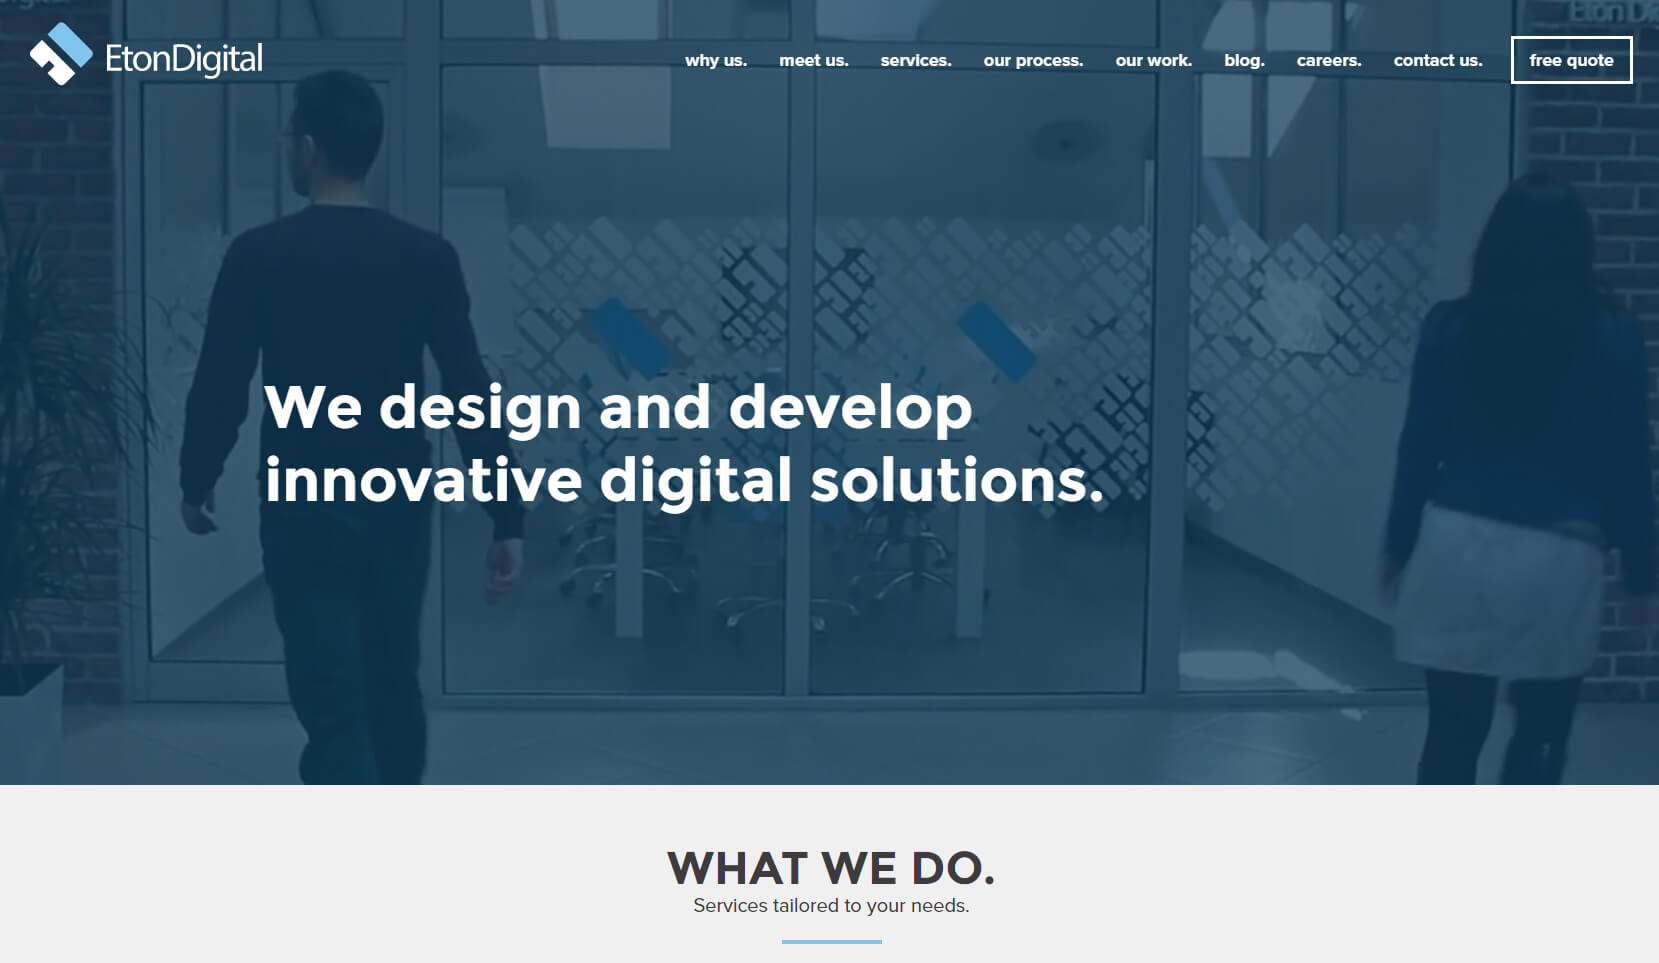 EtonDigital
why us.
meet us.
services.
our process.
our work.
blog.
careers.
contact us.
free quote
We design and develop
innovative digital solutions.
WHAT WE DO.
Services tailored to your needs.